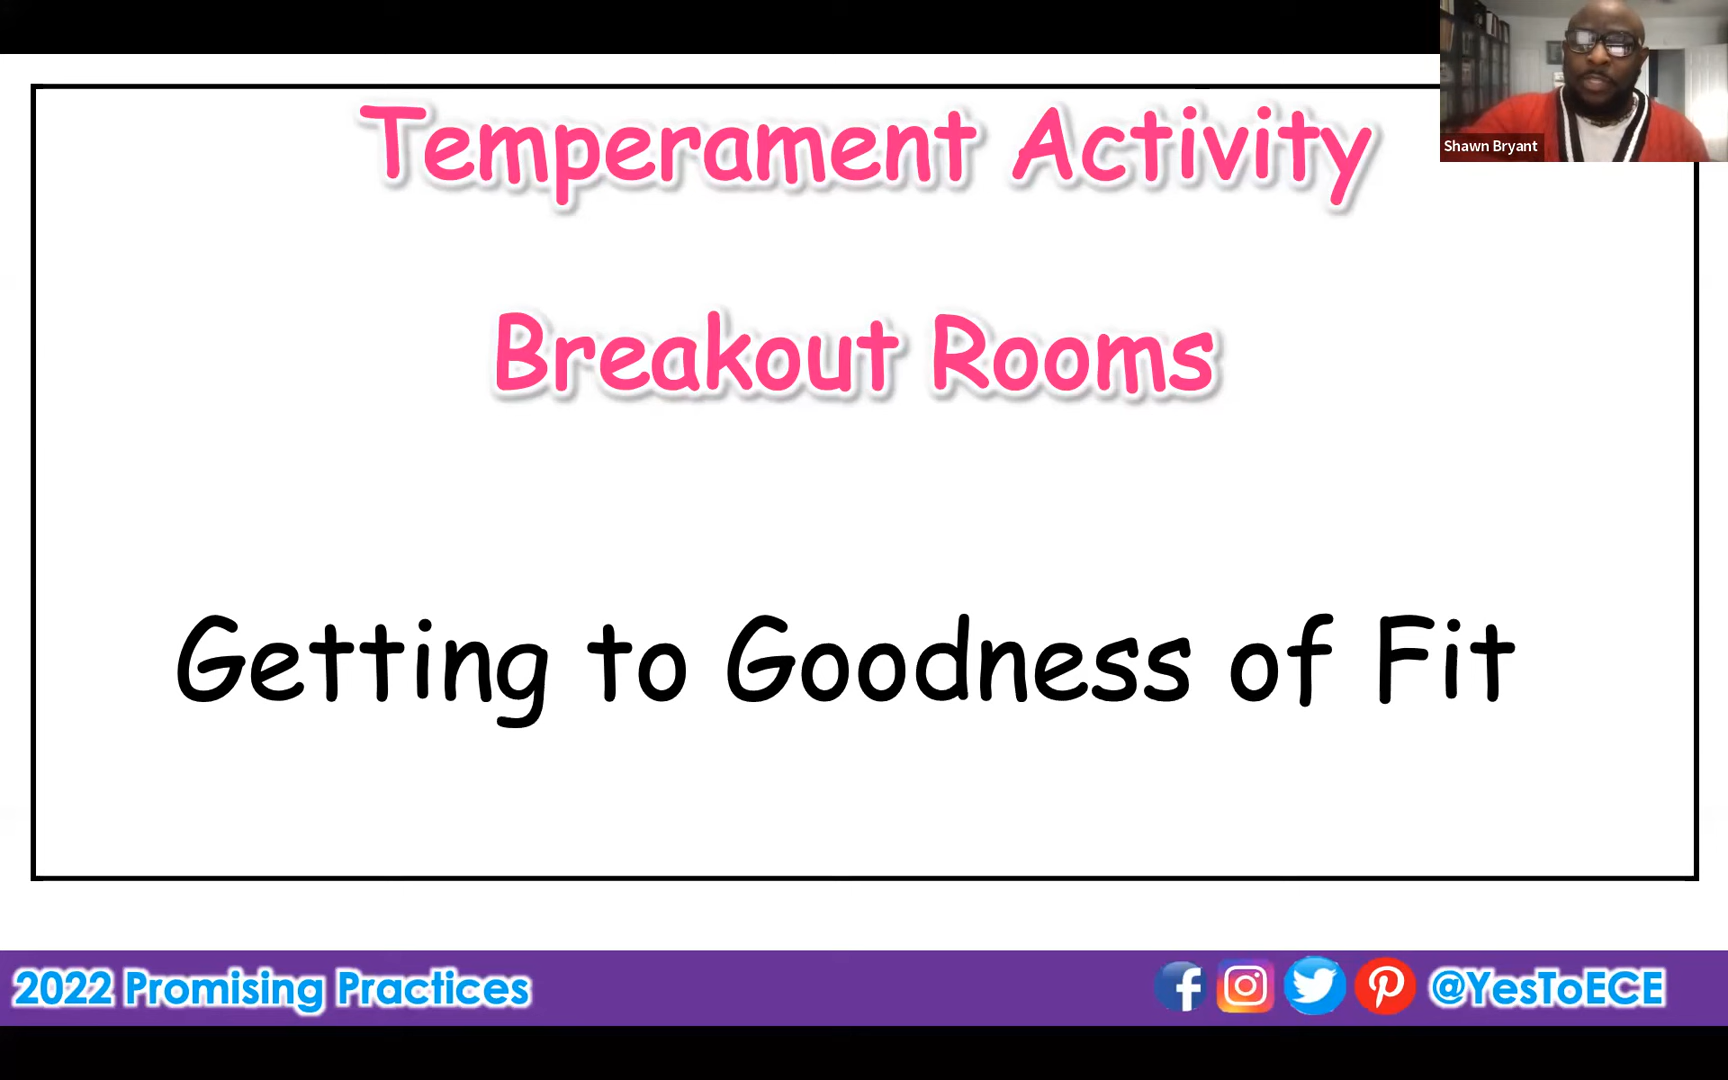 Temperament Activity
Shawn Bryant
Breakout Rooms
Getting to Goodness of Fit
2022 Promising Practices
@YesToECE